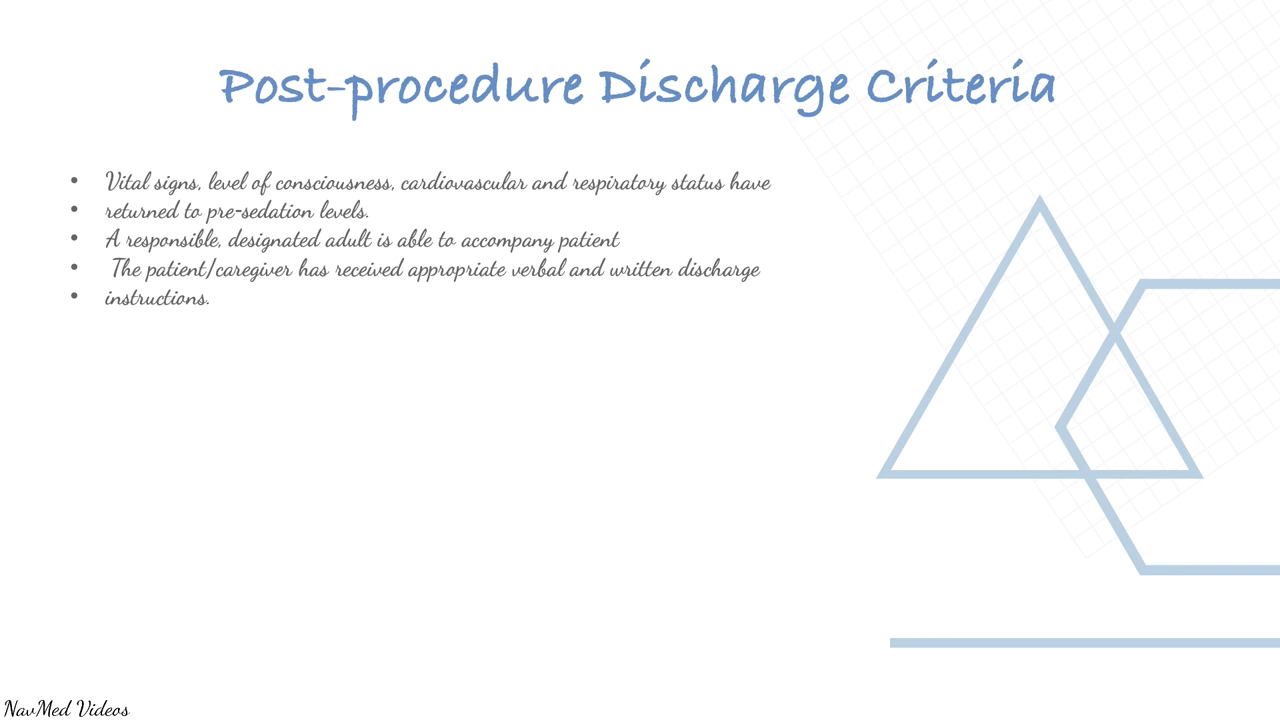 Post-procedure Discharge Criteria
• Vital signs, level of consciousness, cardiovascular and respiratory status have
• returned to pre-sedation levels.
• A responsible, designated adult is able to accompany patient
• The patient/caregiver has received appropriate verbal and written discharge
• instructions.
NavMed Videos